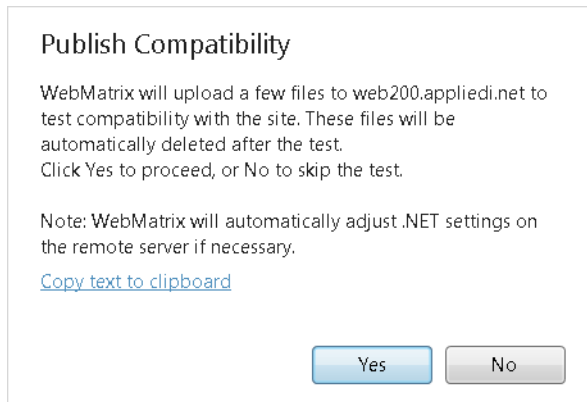 Publish Compatibility
WebMatrix will upload a few files to web200.appliedi.net to
test compatibility with the site. These files will be
automatically deleted after the test.
Click Yes to proceed, or No to skip the test.
Note: WebMatrix will automatically adjust .NET settings on
the remote server if necessary.
Copy text to clipboard
Yes
No